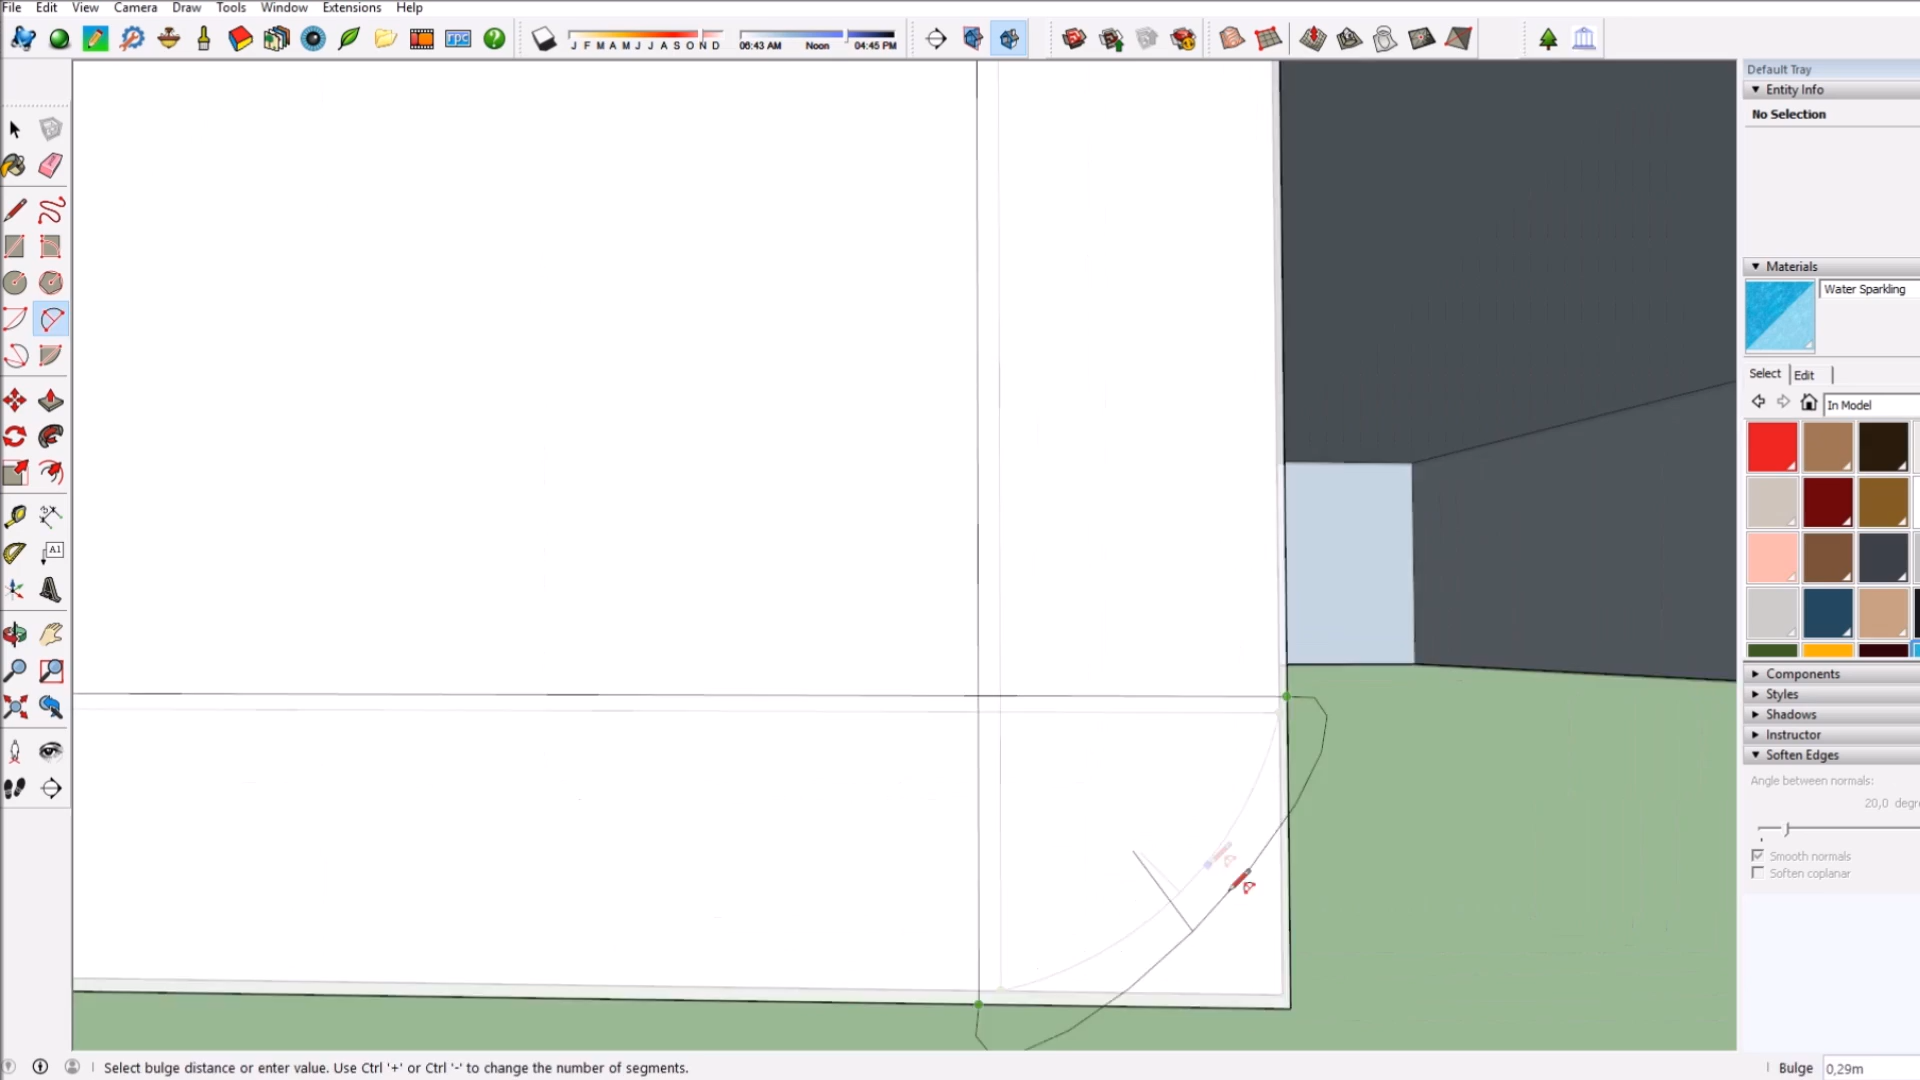 File Edit View Camera Draw Tools Window Extensions Help
J F M A M J J A S O N D
06:43 AM Noon 04:45 PM
rpc
?
A1
Default Tray
Entity Info
No Selection
Materials
Water Sparkling
Select Edit
In Model
Components
Styles
Shadows
Instructor
Soften Edges
Angle between normals:
20,0 degre
Smooth normals
Soften coplanar
Select bulge distance or enter value. Use Ctrl '+' or Ctrl '-' to change the number of segments.
Bulge 0,29m